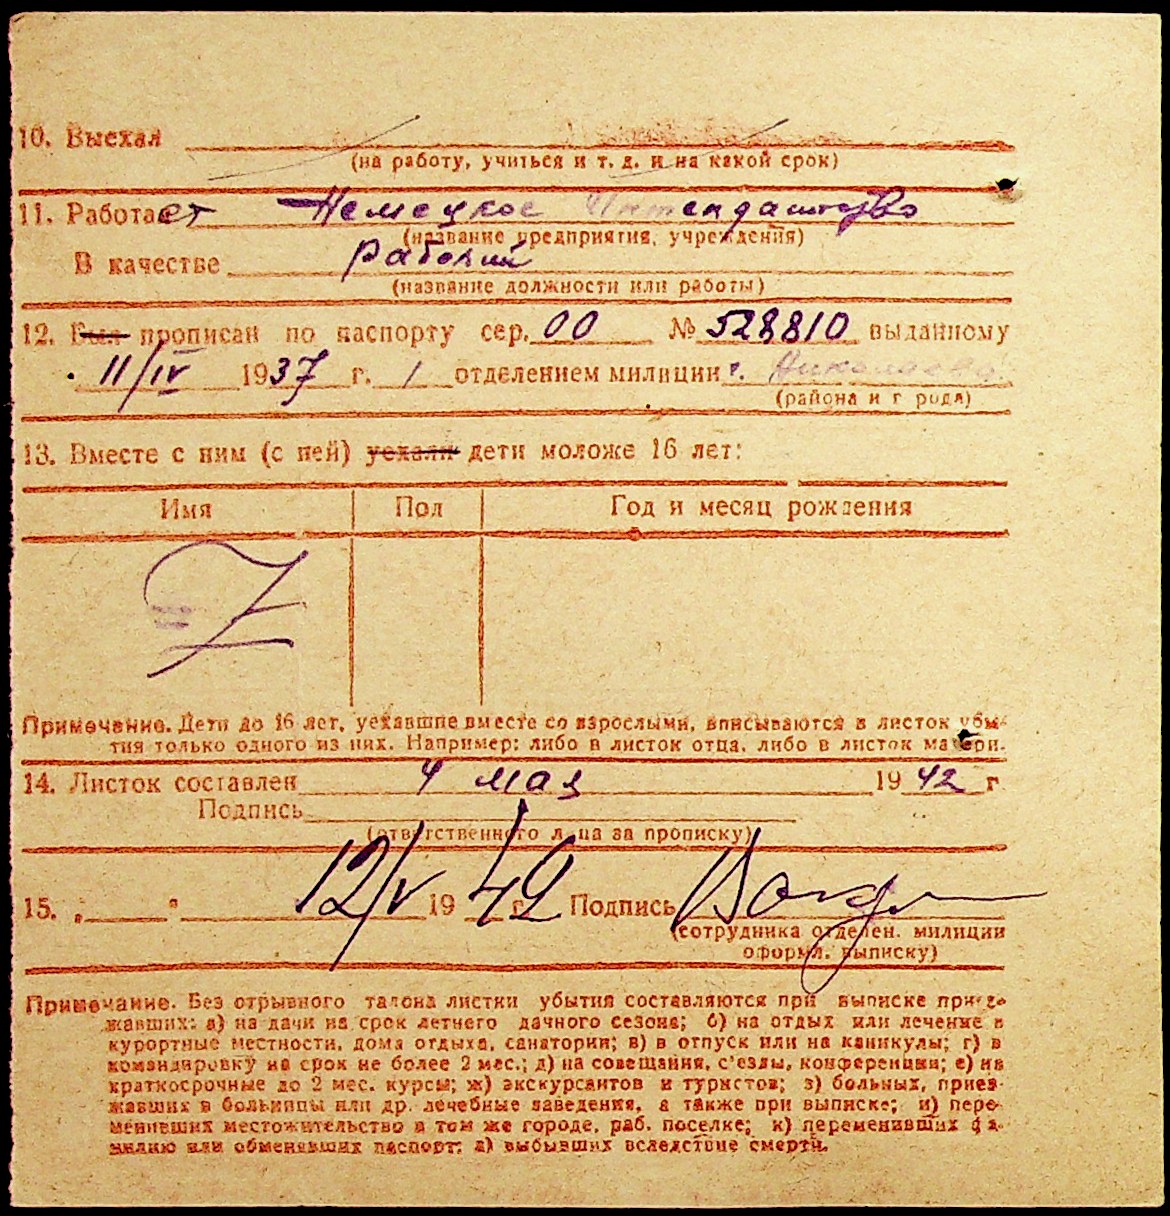 10. Выехал
(на работу, учиться и т. д. и на какой срок)
11. Работает Немецкое Интендантство
(название предприятия, учреждения)
В качестве Рабочий
(название должности или работы)
12. Был прописан по паспорту сер. 00 № 528810 выданному
11/IV 1937 г. 1 отделением милиции г. Николаева
(района и г рода)
13. Вместе с ним (с ней) уехали дети моложе 16 лет:
Имя Пол Год и месяц рождения
Z
Примечание. Дети до 16 лет, уехавшие вместе со взрослыми, вписываются в листок убы-
тия только одного из них. Например: либо в листок отца, либо в листок матери.
14. Листок составлен 4 мая 1942 г
Подпись
(ответственного лица за прописку)
15. „ " 12/V 1942 г. Подпись
(сотрудника отделен. милиции
оформл. выписку)
Примечание. Без отрывного талона листки убытия составляются при выписке приез-
жавших: а) на дачи на срок летнего дачного сезона; б) на отдых или лечение в
курортные местности, дома отдыха, санатории; в) в отпуск или на каникулы; г) в
командировку на срок не более 2 мес.; д) на совещания, с'езды, конференции; е) на
краткосрочные до 2 мес. курсы; ж) экскурсантов и туристов; з) больных, приез-
жавших в больницы или др. лечебные заведения, а также при выписке; и) пере-
менивших местожительство в том же городе, раб. поселке; к) переменивших фа-
милию или обменявших паспорт; л) выбывших вследствие смерти.